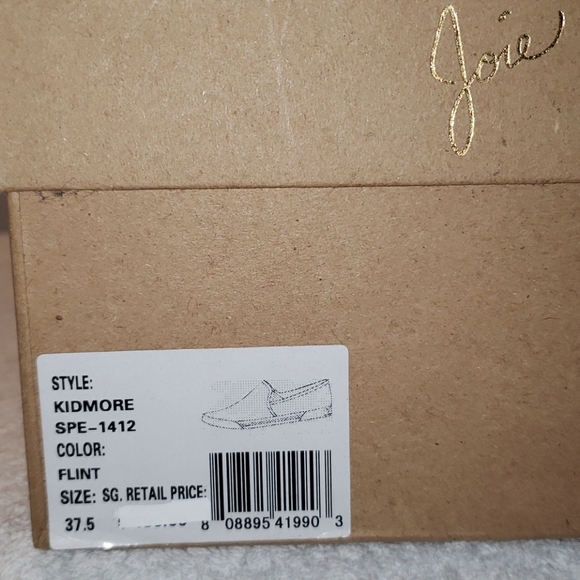 Joie
STYLE:
KIDMORE
SPE-1412
COLOR:
FLINT
SIZE: SG. RETAIL PRICE:
37.5
8 08895 41990 3